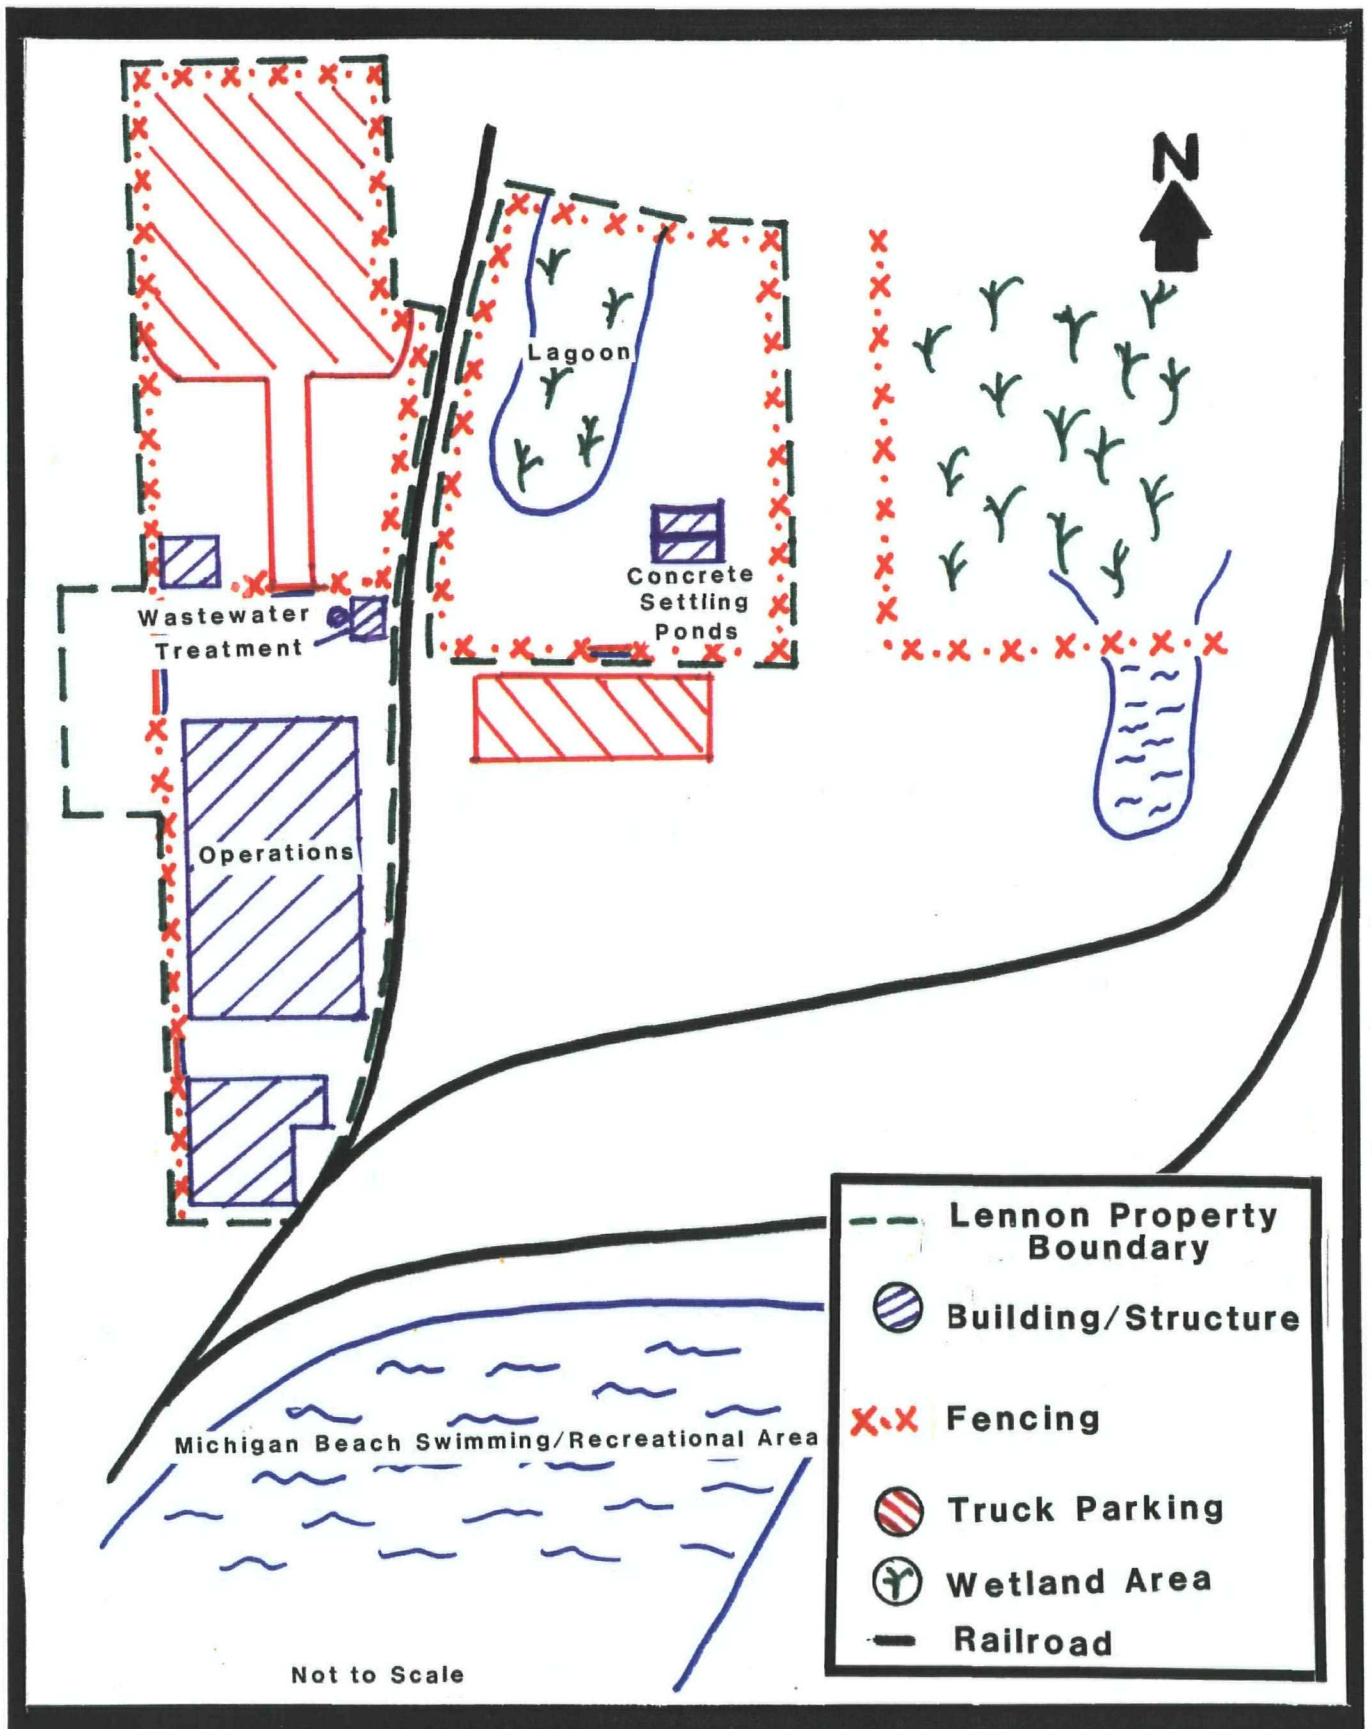 N
Lagoon
Concrete
Settling
Ponds
Wastewater
Treatment
Operations
Lennon Property
Boundary
Building/Structure
Fencing
Truck Parking
Wetland Area
Railroad
Michigan Beach Swimming/Recreational Area
Not to Scale